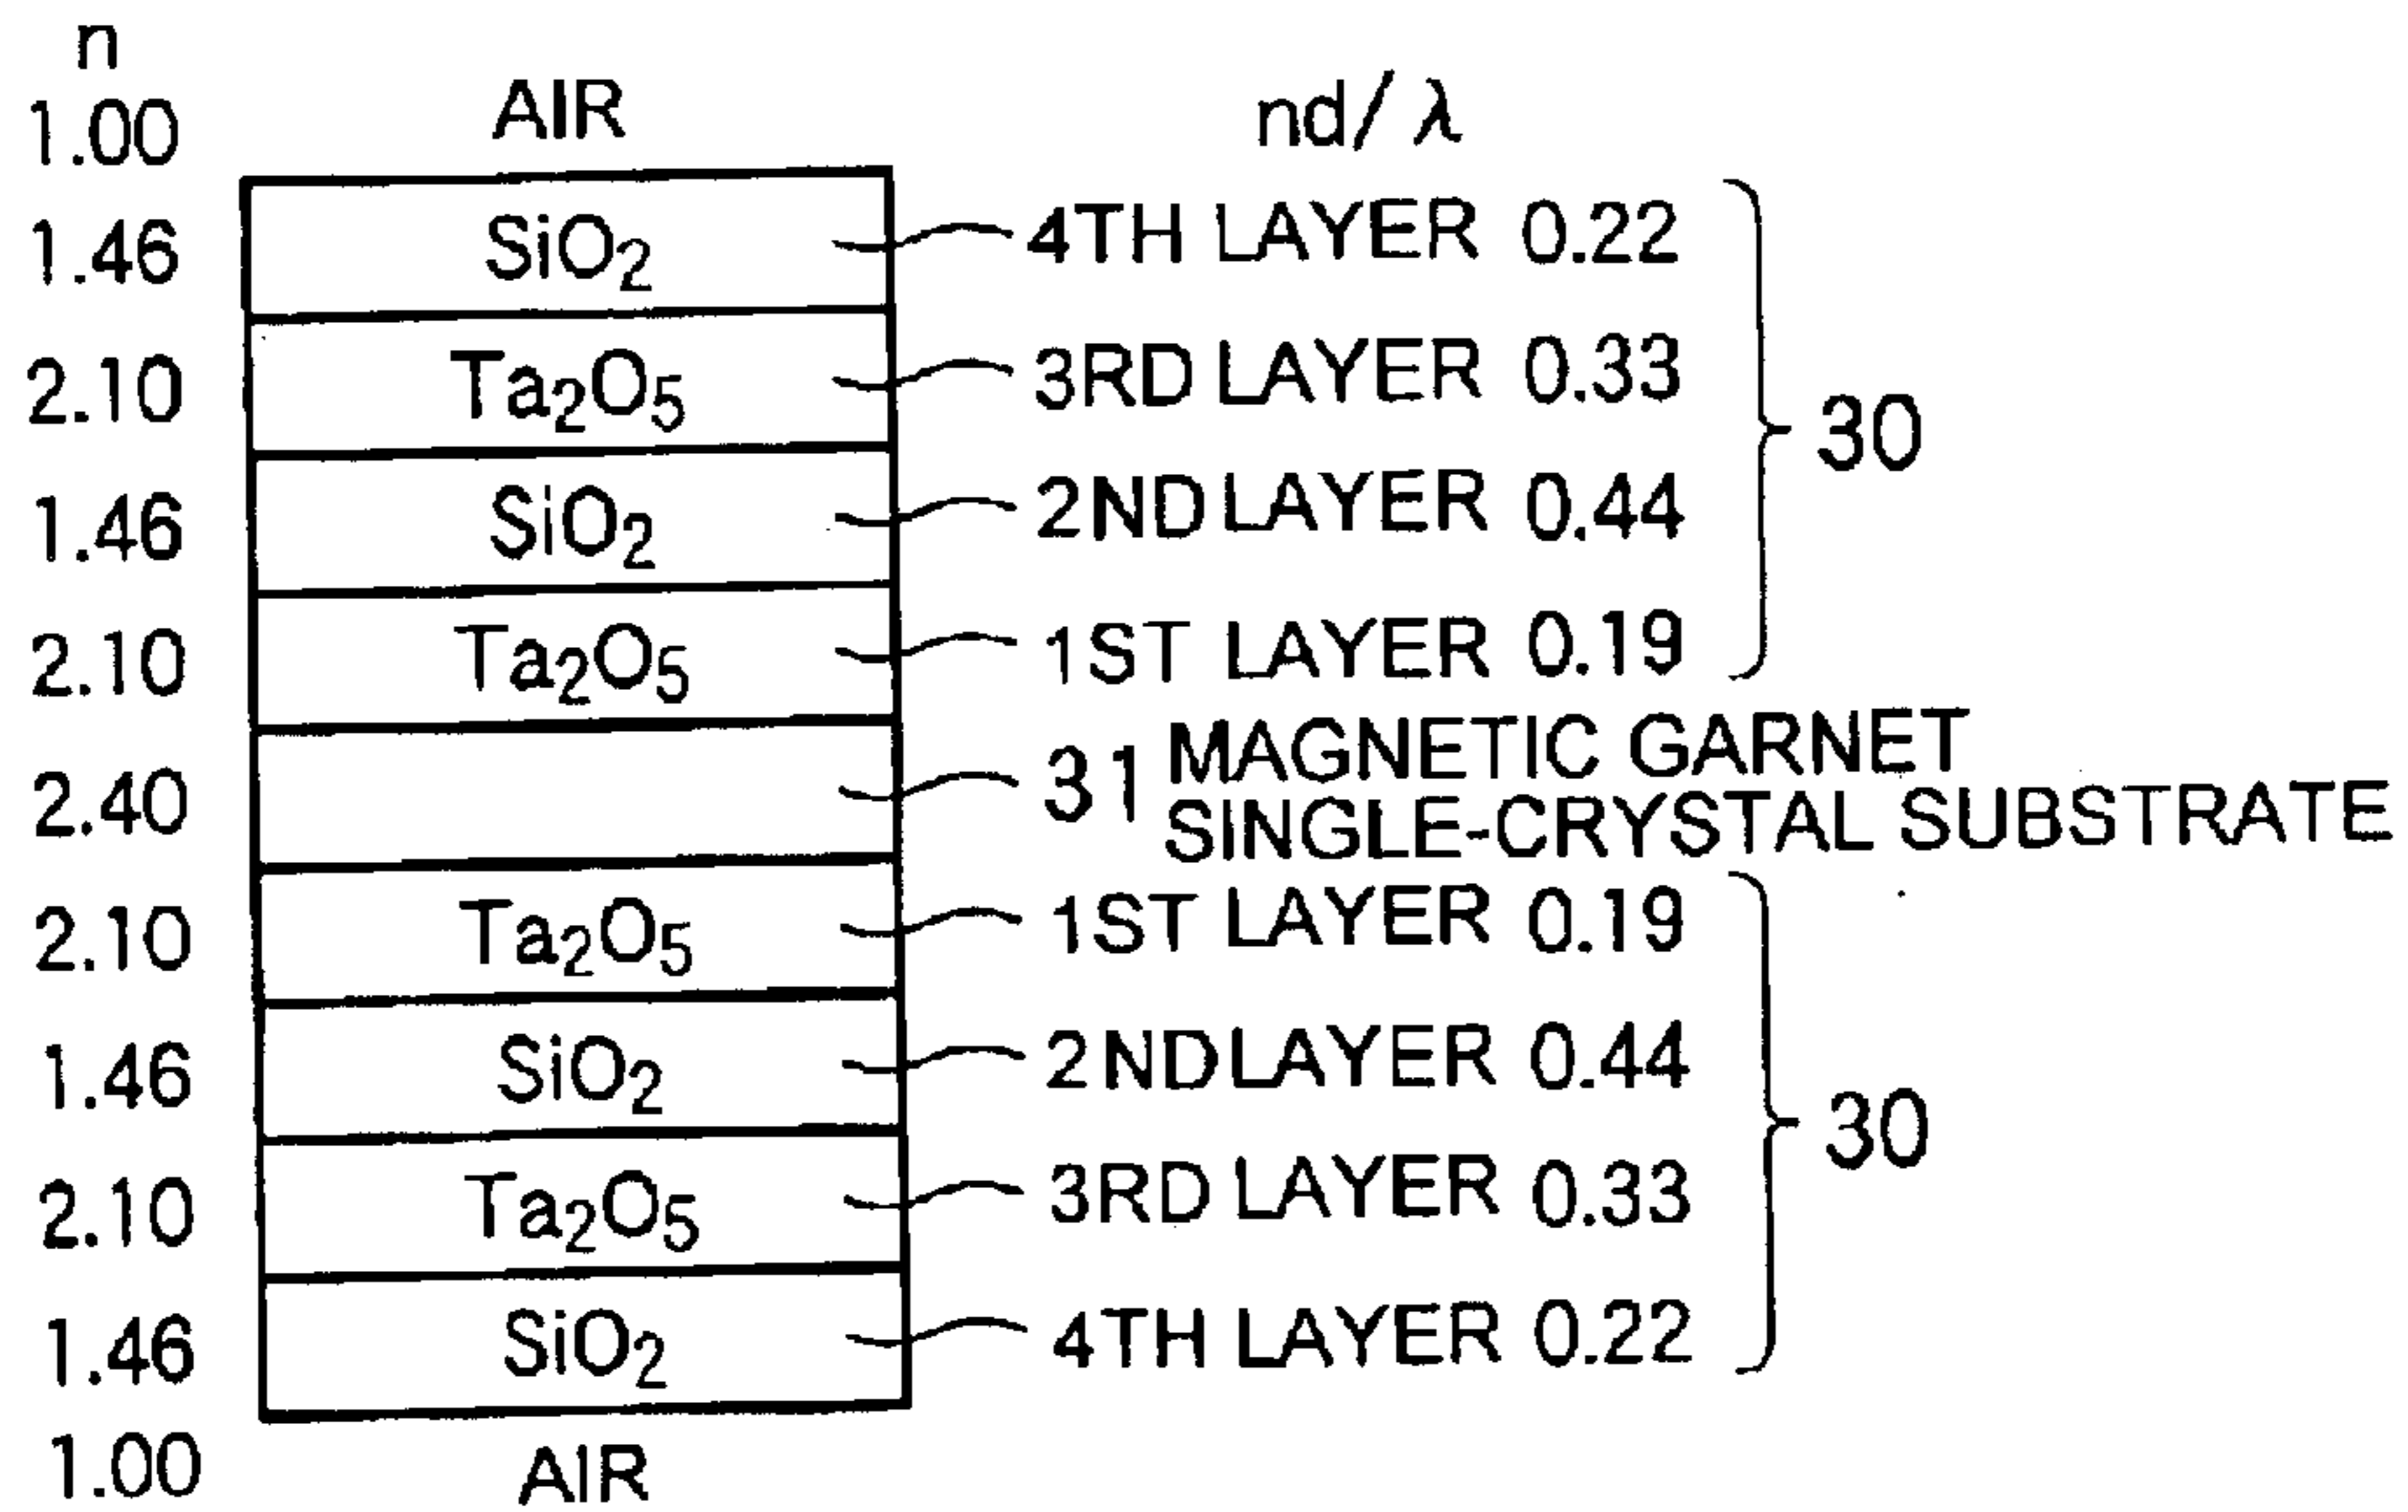 n
1.00 AIR nd/λ
1.46 SiO₂ 4TH LAYER 0.22
2.10 Ta₂O₅ 3RD LAYER 0.33
30
1.46 SiO₂ 2ND LAYER 0.44
2.10 Ta₂O₅ 1ST LAYER 0.19
2.40 31 MAGNETIC GARNET
SINGLE-CRYSTAL SUBSTRATE
2.10 Ta₂O₅ 1ST LAYER 0.19
1.46 SiO₂ 2ND LAYER 0.44
30
2.10 Ta₂O₅ 3RD LAYER 0.33
1.46 SiO₂ 4TH LAYER 0.22
1.00 AIR